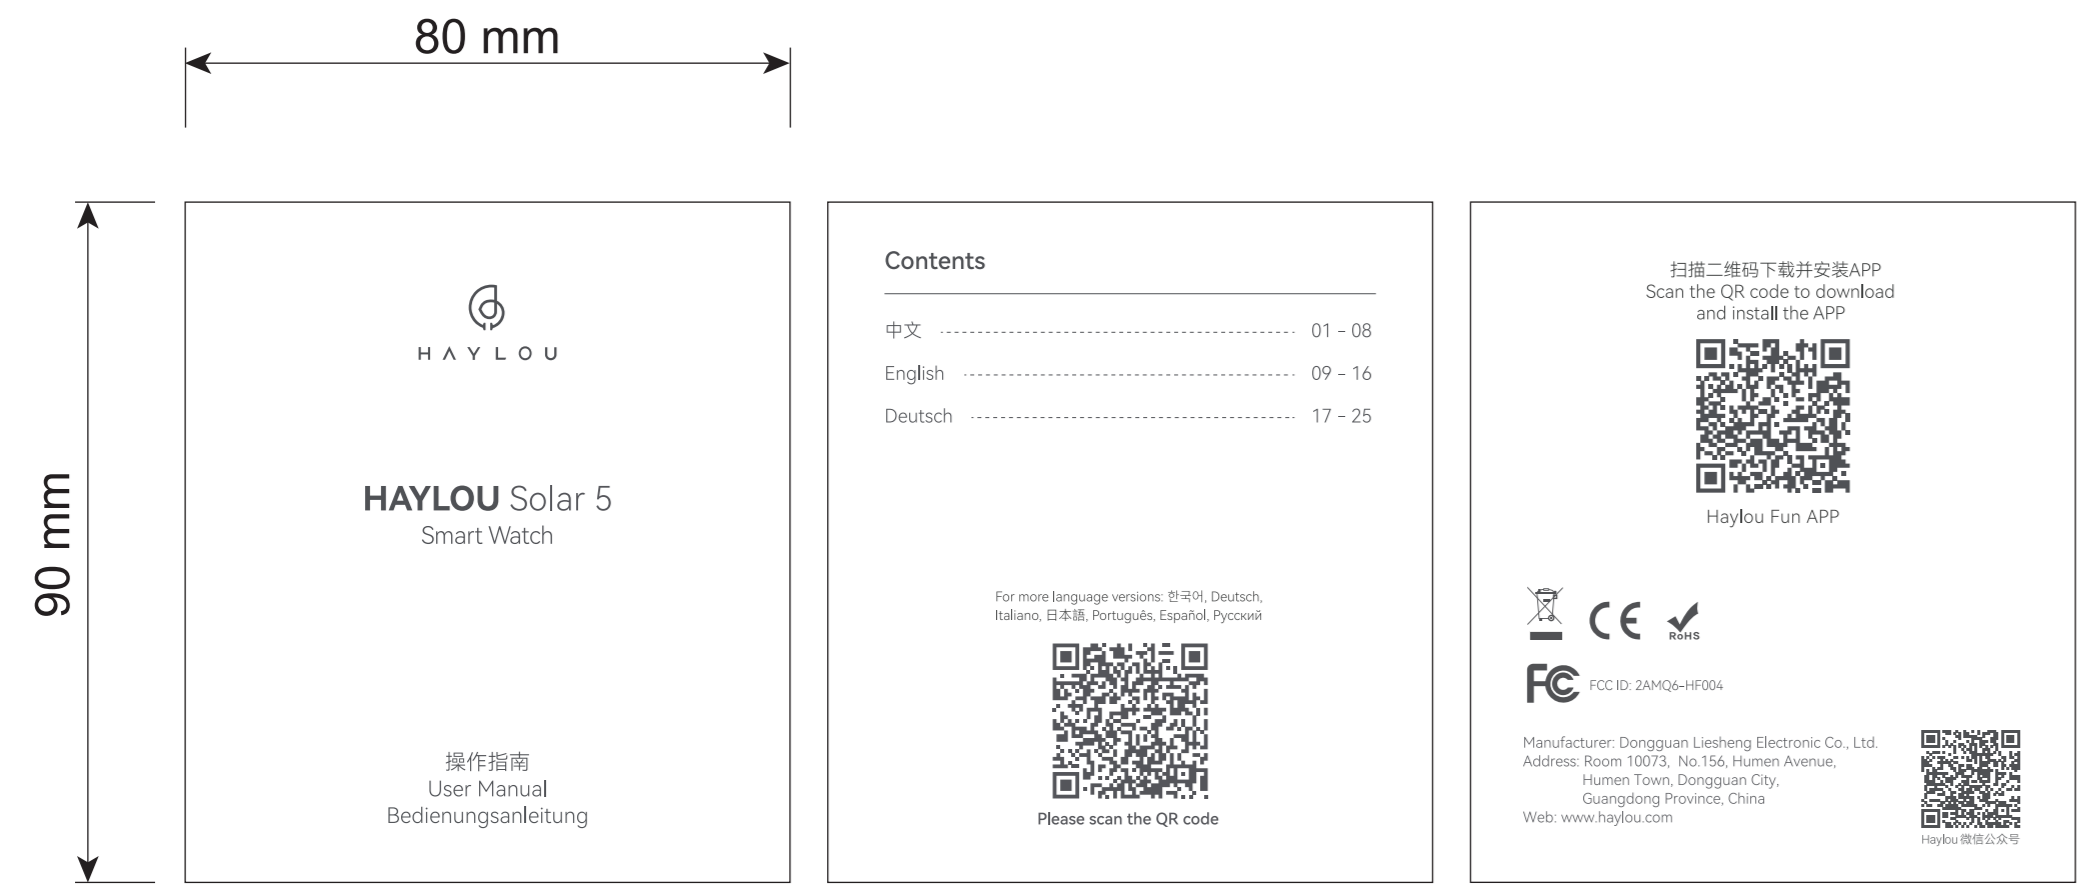 80 mm
90 mm
HAYLOU
HAYLOU Solar 5
Smart Watch
操作指南
User Manual
Bedienungsanleitung
Contents
中文 01 - 08
English 09 - 16
Deutsch 17 - 25
For more language versions: 한국어, Deutsch,
Italiano, 日本語, Português, Español, Русский
Please scan the QR code
扫描二维码下载并安装APP
Scan the QR code to download
and install the APP
Haylou Fun APP
CE
RoHS
FC FCC ID: 2AMQ6-HF004
Manufacturer: Dongguan Liesheng Electronic Co., Ltd.
Address: Room 10073, No.156, Humen Avenue,
Humen Town, Dongguan City,
Guangdong Province, China
Web: www.haylou.com
Haylou 微信公众号